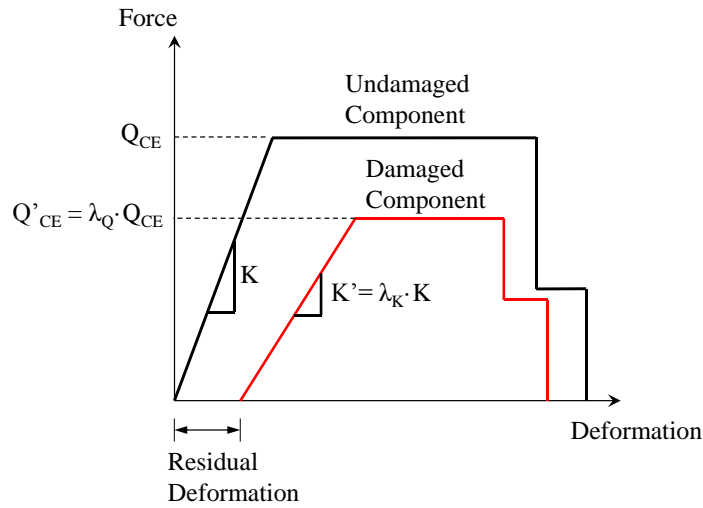 Force
Undamaged
Component
Q_CE
Damaged
Component
Q’_CE = λ_Q·Q_CE
K
K’= λ_K·K
Deformation
Residual
Deformation